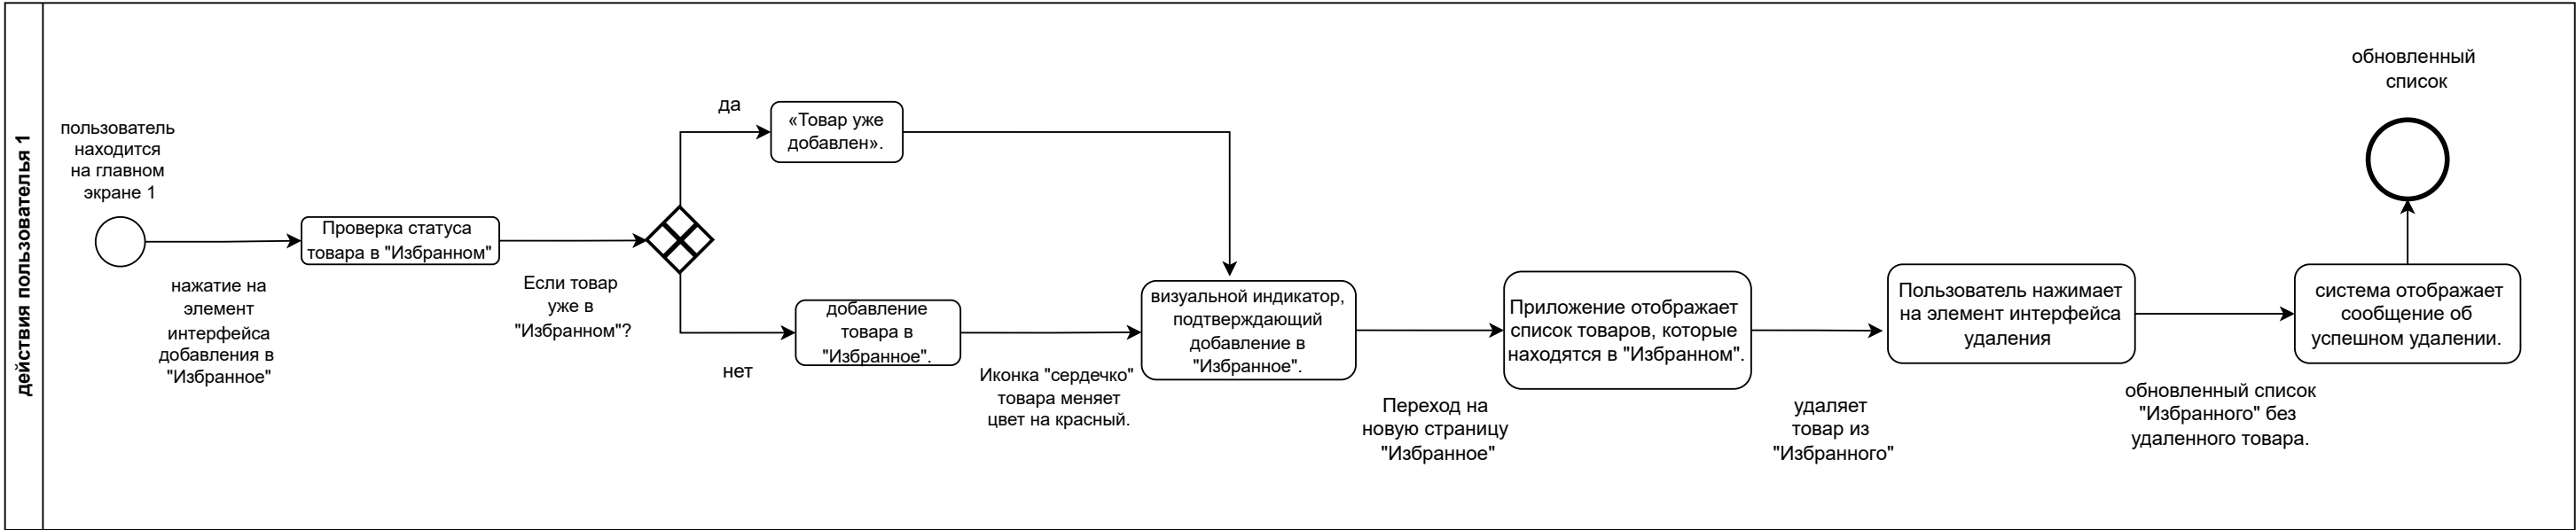 действия пользователья 1
пользователь
находится
на главном
экране 1
нажатие на
элемент
интерфейса
добавления в
"Избранное"
Проверка статуса
товара в "Избранном"
Если товар
уже в
"Избранном"?
да
«Товар уже
добавлен».
нет
добавление
товара в
"Избранное".
Иконка "сердечко"
товара меняет
цвет на красный.
визуальной индикатор,
подтверждающий
добавление в
"Избранное".
Переход на
новую страницу
"Избранное"
Приложение отображает
список товаров, которые
находятся в "Избранном".
удаляет
товар из
"Избранного"
Пользователь нажимает
на элемент интерфейса
удаления
обновленный список
"Избранного" без
удаленного товара.
система отображает
сообщение об
успешном удалении.
обновленный
список